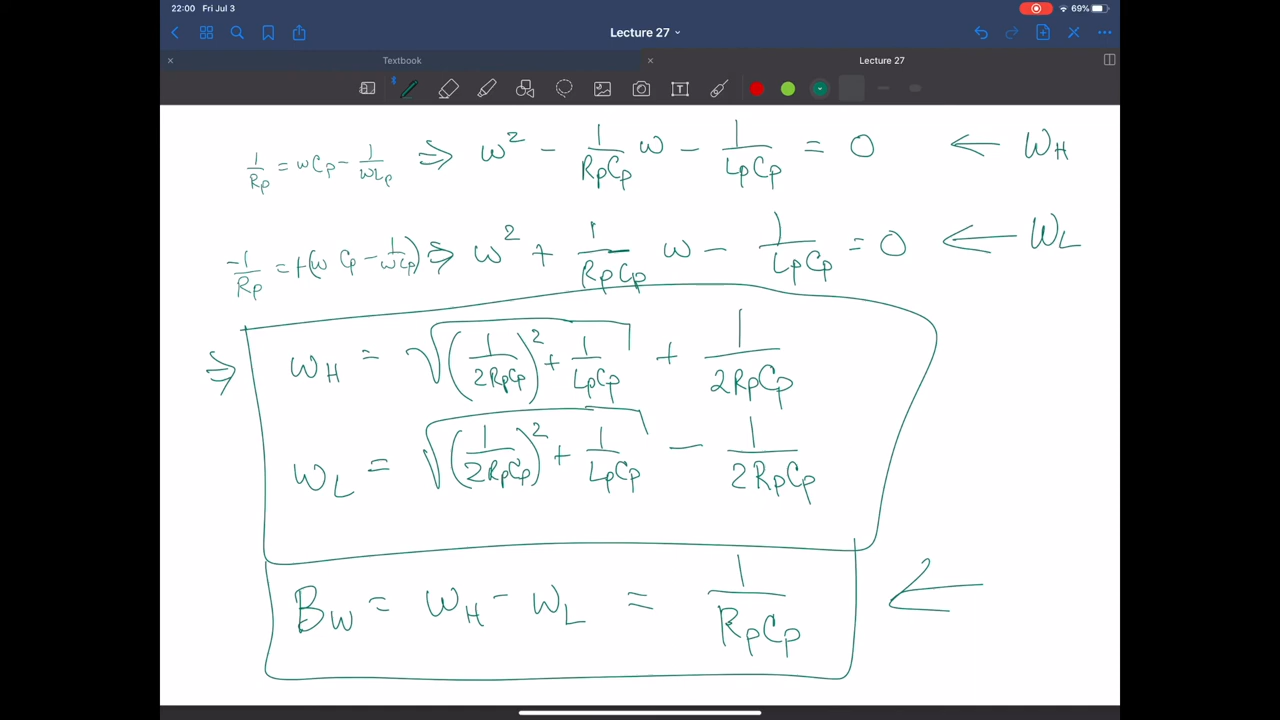 22:00 Fri Jul 3
69%
Lecture 27
Textbook
Lecture 27
1/Rp = ωCp − 1/ωLp ⇒ ω² − 1/RpCp ω − 1/LpCp = 0 ← ωH
−1/Rp = +(ω Cp − 1/ωCp) ⇒ ω² + 1/RpCp ω − 1/LpCp = 0 ← ωL
⇒ ωH = √((1/2RpCp)² + 1/LpCp) + 1/2RpCp
ωL = √((1/2RpCp)² + 1/LpCp) − 1/2RpCp
BW = ωH − ωL = 1/RpCp ←